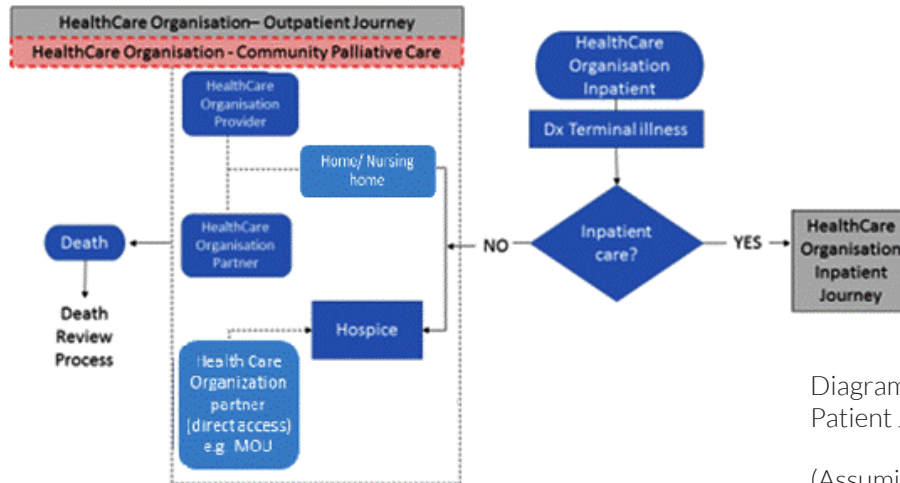 HealthCare Organisation– Outpatient Journey
HealthCare Organisation - Community Palliative Care
HealthCare
Organisation
Provider
Home/ Nursing
home
HealthCare
Organisation
Partner
Death
Death
Review
Process
Hospice
Health Care
Organization
partner
(direct access)
e.g. MOU
HealthCare
Organisation
Inpatient
Dx Terminal illness
Inpatient
care?
NO
YES
HealthCare
Organisation
Inpatient
Journey
Diagram
Patient